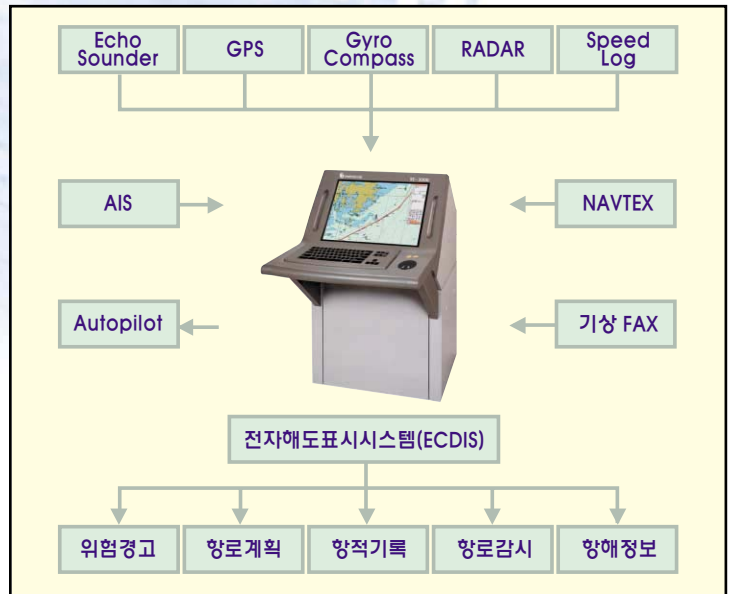 Echo
Sounder
GPS
Gyro
Compass
RADAR
Speed
Log
AIS
NAVTEX
Autopilot
기상 FAX
전자해도표시시스템(ECDIS)
위험경고
항로계획
항적기록
항로감시
항해정보